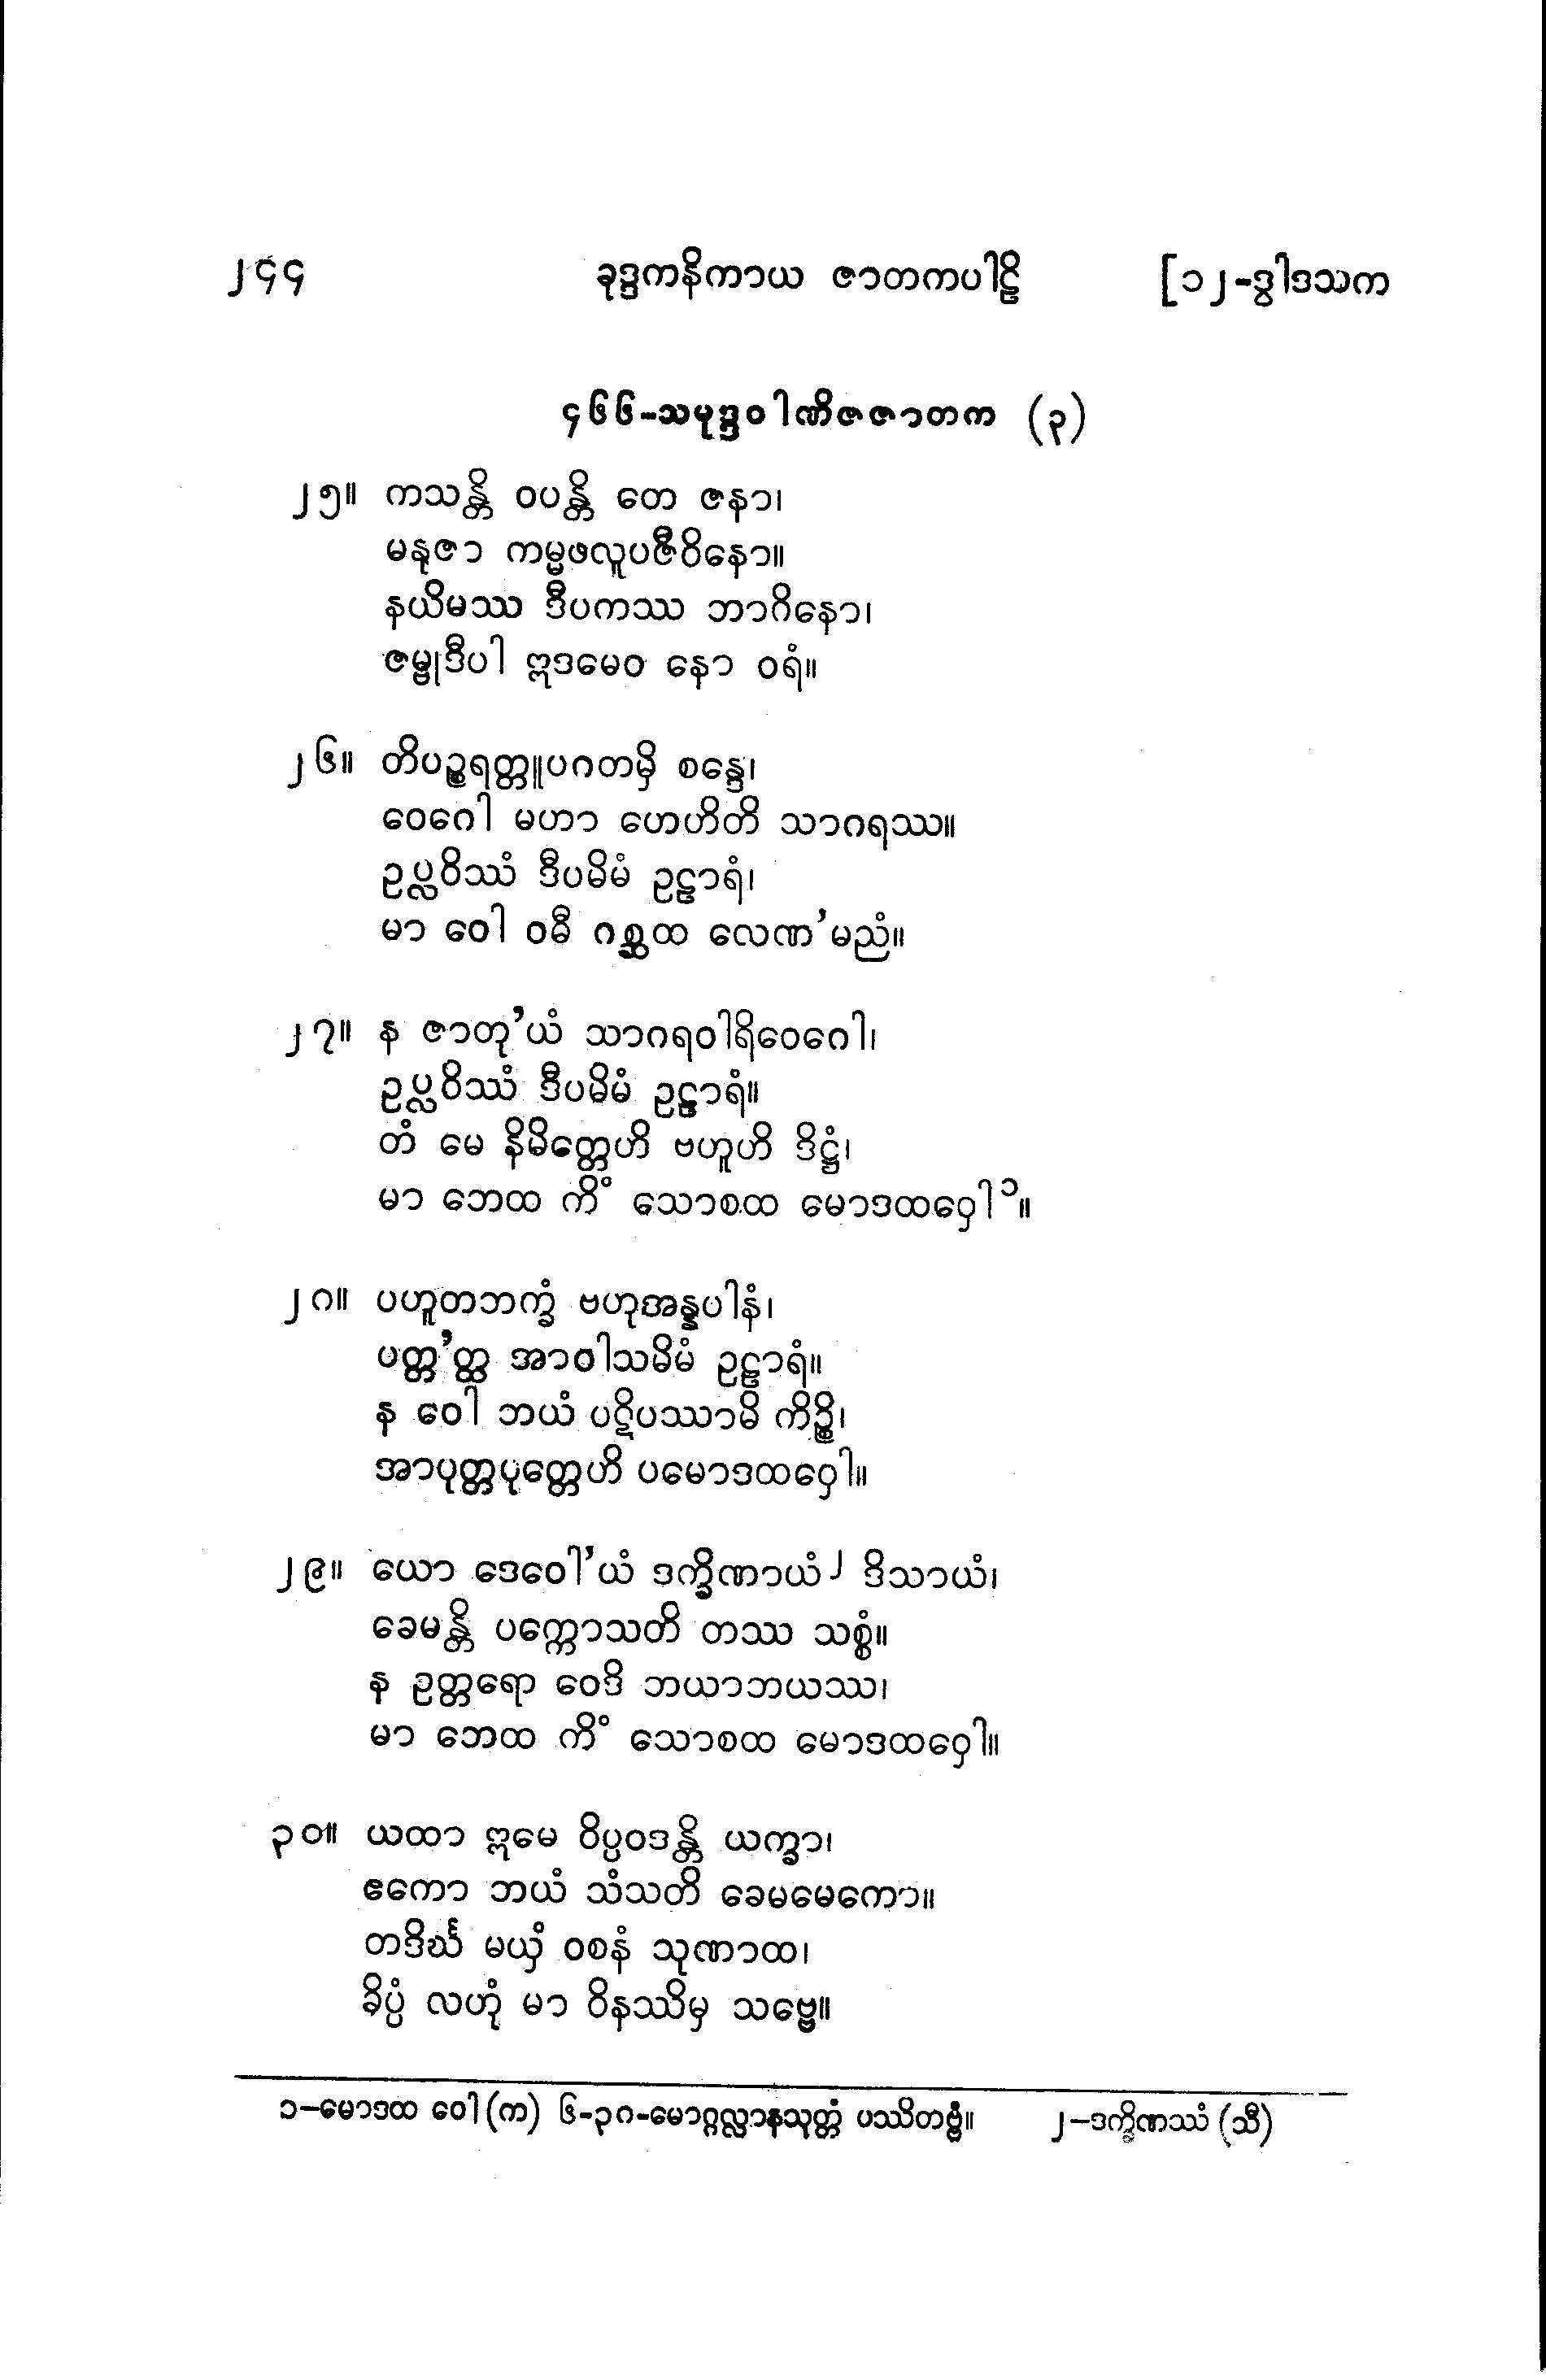 ၂၄၄ ခုဒ္ဒကနိကာယ ဇာတကပါဠိ [၁၂-ဒွါဒသက
၄၆၆-သမုဒ္ဒဝါဏိဇဇာတက (၃)
၂၅။ ကသန္တိ ဝပန္တိ တေ ဇနာ၊
မနုဇာ ကမ္မဖလူပဇီဝိနော။
နယိမဿ ဒီပကဿ ဘာဂိနော၊
ဇမ္ဗုဒီပါ ဣဒမေဝ နော ဝရံ။
၂၆။ တိပဉ္စရတ္တူပဂတမှိ စန္ဒေ၊
ဝေဂေါ မဟာ ဟေဟိတိ သာဂရဿ။
ဥပ္လဝိဿံ ဒီပမိမံ ဥဠာရံ၊
မာ ဝေါ ဝဓီ ဂစ္ဆထ လေဏ’မညံ။
၂၇။ န ဇာတု’ယံ သာဂရဝါရိဝေဂေါ၊
ဥပ္လဝိဿံ ဒီပမိမံ ဥဠာရံ။
တံ မေ နိမိတ္တေဟိ ဗဟူဟိ ဒိဋ္ဌံ၊
မာ ဘေထ ကိံ သောစထ မောဒထဝှေါ၁။
၂၈။ ပဟူတဘက္ခံ ဗဟုအန္နပါနံ၊
ပတ္တ’တ္ထ အာဝါသမိမံ ဥဠာရံ။
န ဝေါ ဘယံ ပဋိပဿာမိ ကိဉ္စိ၊
အာပုတ္တပုတ္တေဟိ ပမောဒထဝှေါ။
၂၉။ ယော ဒေဝေါ’ယံ ဒက္ခိဏာယံ၂ ဒိသာယံ၊
ခေမန္တိ ပက္ကောသတိ တဿ သစ္စံ။
န ဥတ္တရော ဝေဒိ ဘယာဘယဿ၊
မာ ဘေထ ကိံ သောစထ မောဒထဝှေါ။
၃၀။ ယထာ ဣမေ ဝိပ္ပဝဒန္တိ ယက္ခာ၊
ဧကော ဘယံ သံသတိ ခေမမေကော။
တဒိင်္ဃ မယှံ ဝစနံ သုဏာထ၊
ခိပ္ပံ လဟုံ မာ ဝိနဿိမှ သဗ္ဗေ။
၁-မောဒထ ဝေါ (က) ၆-၃၈-မောဂ္ဂလ္လာနသုတ္တံ ပဿိတဗ္ဗံ။ ၂-ဒက္ခိဏဿံ (သီ)